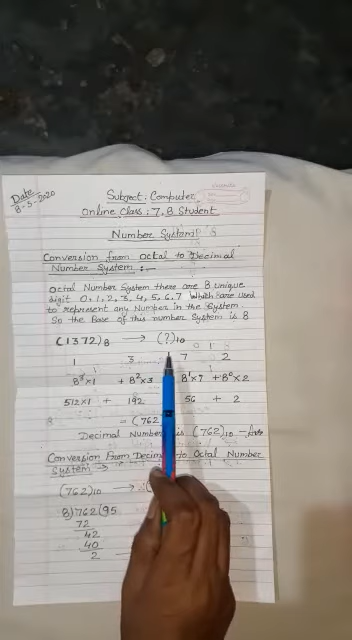 Date
8-5-2020
Subject: Computer
Online Class: 7, 8 Student
Number System
Conversion from Octal to Decimal
Number System:-
Octal Number System there are 8 unique
digit 0, 1, 2, 3, 4, 5, 6, 7 which are used
to represent any Number in the System
So the Base of this number System is 8
(1372)8 → (?)10
1 3 7 2
8³×1 + 8²×3 8¹×7 + 8⁰×2
512×1 + 192 56 + 2
= (762
Decimal Number is (762)10
Conversion From Decimal to Octal Number
System
(762)10 →
8)762(95
72
42
40
2